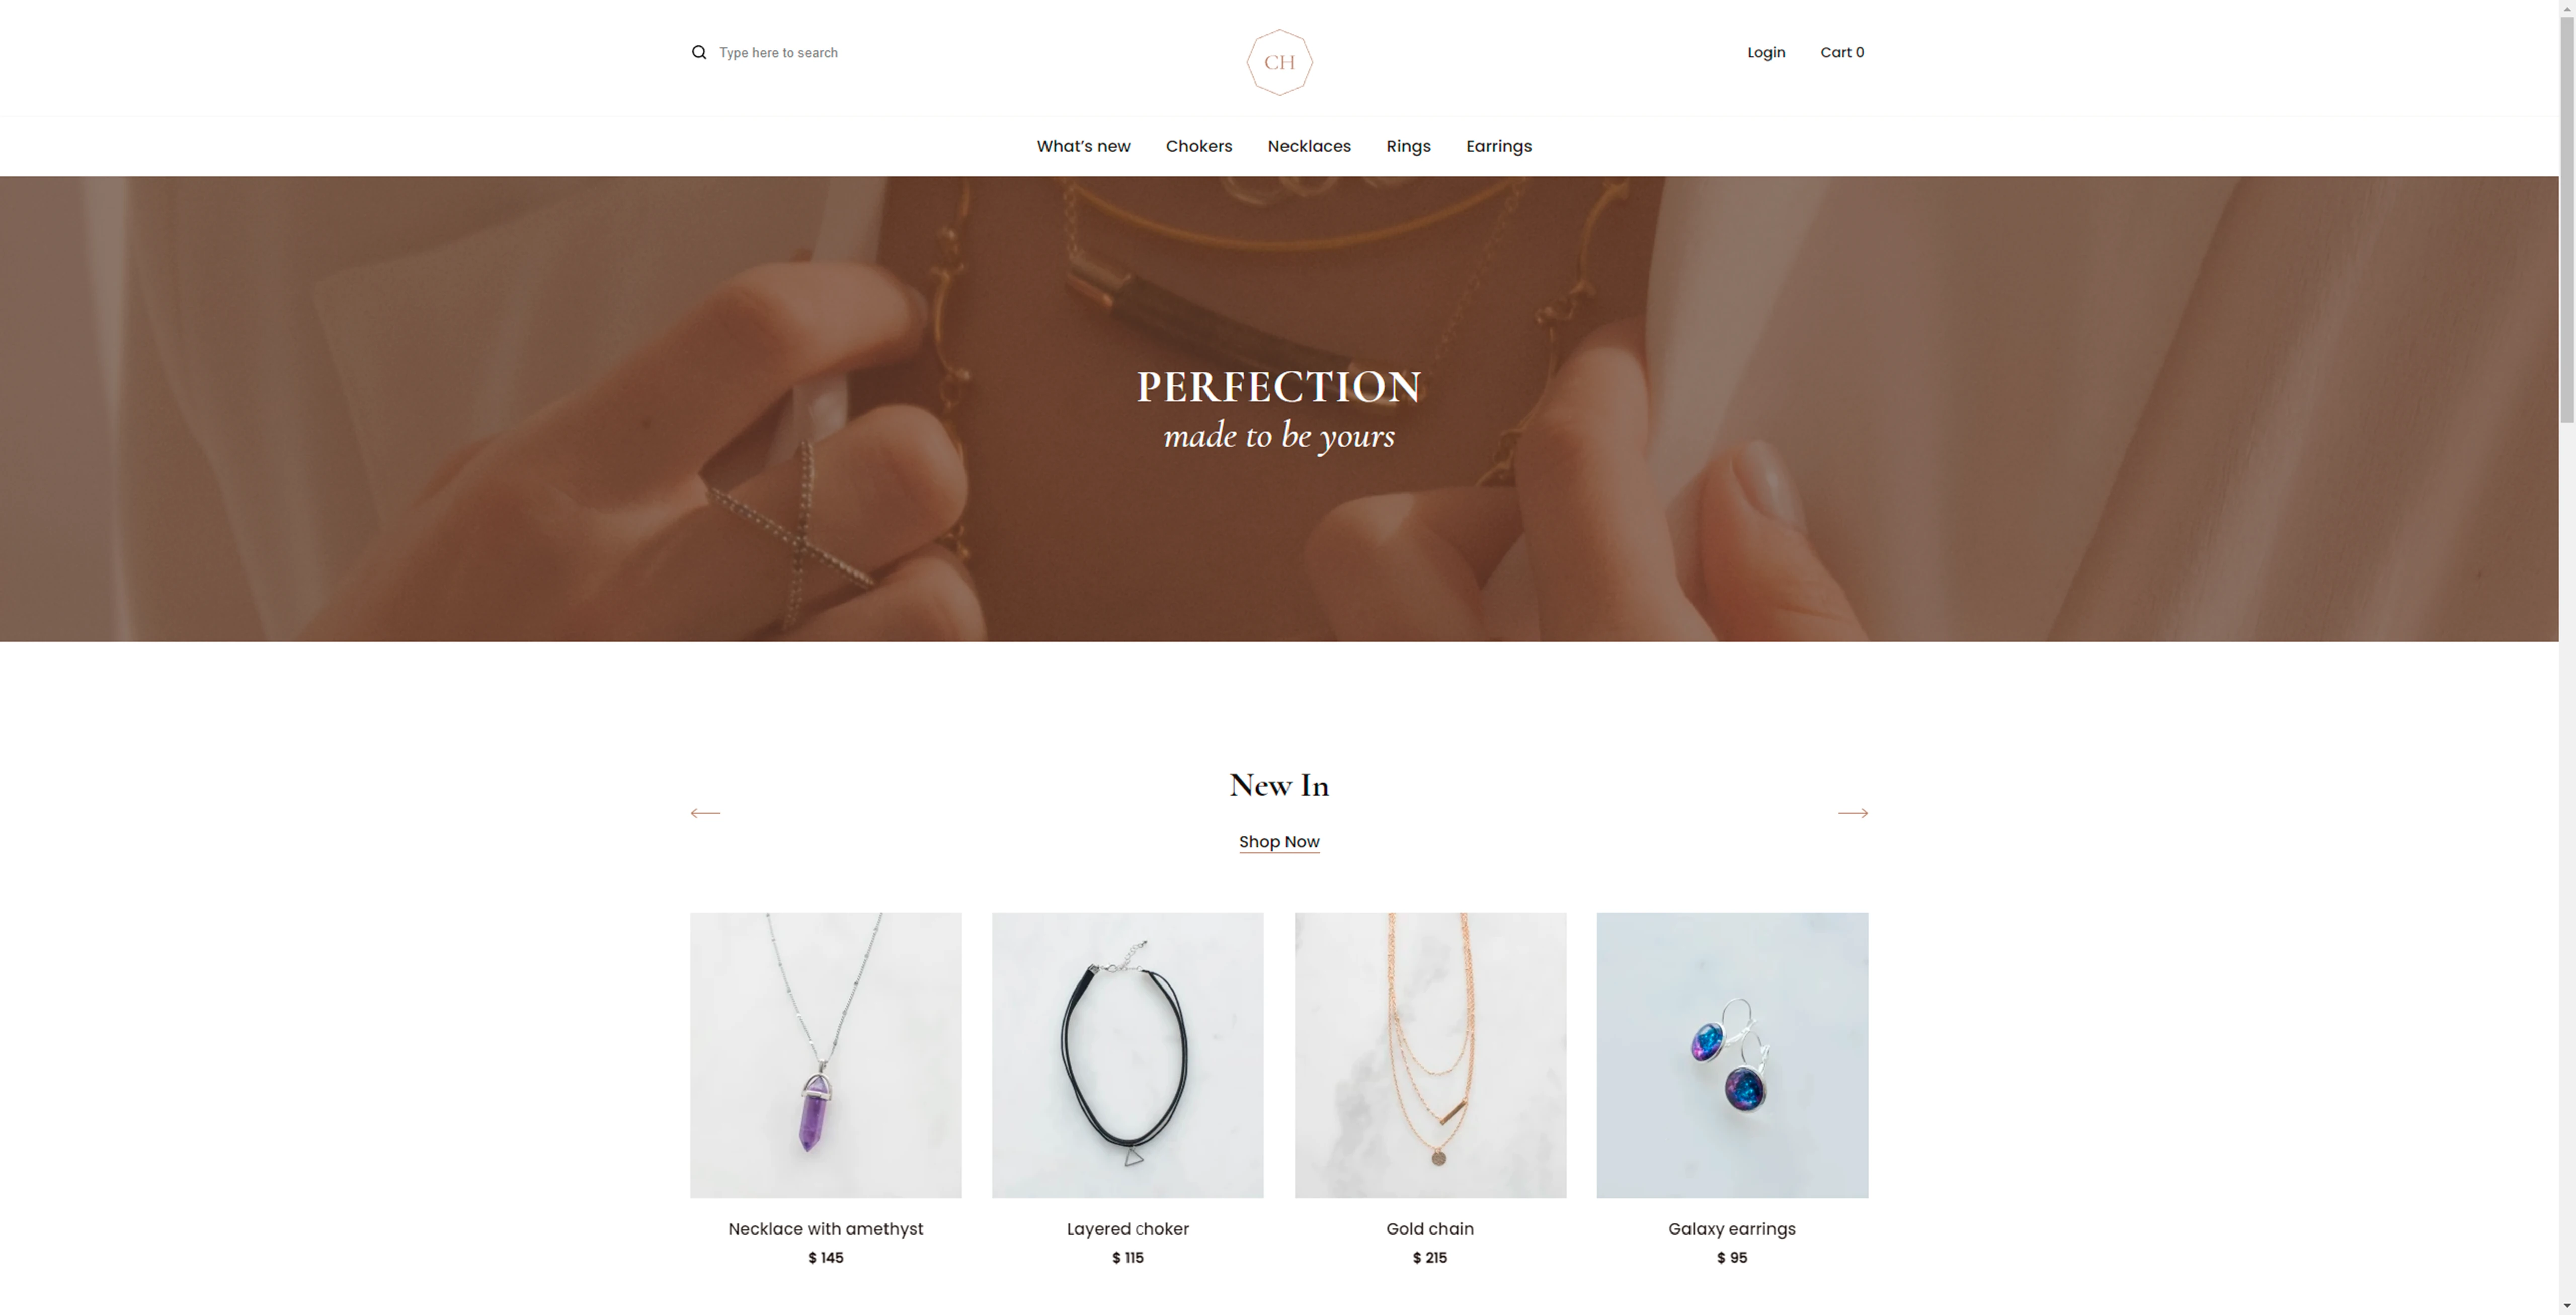 Type here to search
CH
Login
Cart 0
What’s new
Chokers
Necklaces
Rings
Earrings
PERFECTION
made to be yours
New In
Shop Now
Necklace with amethyst
$ 145
Layered choker
$ 115
Gold chain
$ 215
Galaxy earrings
$ 95